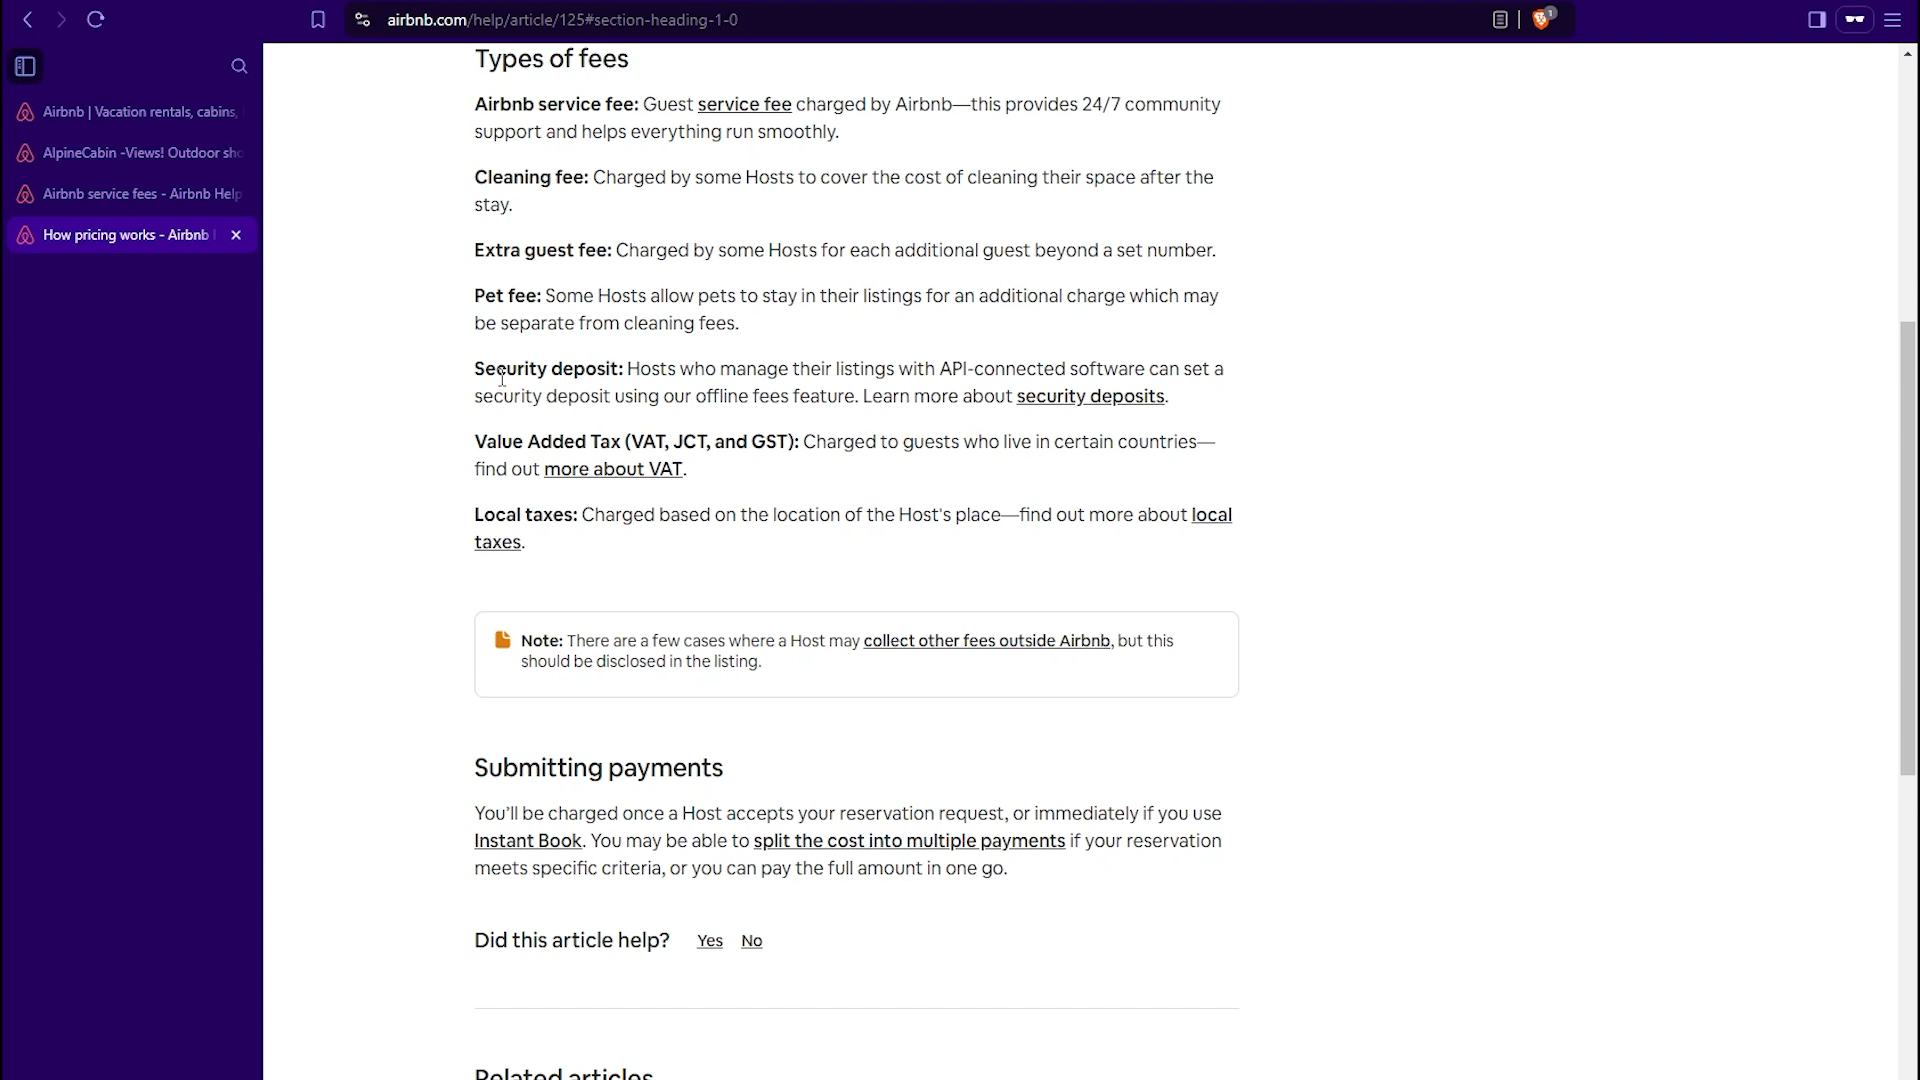 airbnb.com/help/article/125#section-heading-1-0
1
Airbnb | Vacation rentals, cabins,
AlpineCabin -Views! Outdoor sho
Airbnb service fees - Airbnb Help
How pricing works - Airbnb
Types of fees
Airbnb service fee: Guest service fee charged by Airbnb—this provides 24/7 community
support and helps everything run smoothly.
Cleaning fee: Charged by some Hosts to cover the cost of cleaning their space after the
stay.
Extra guest fee: Charged by some Hosts for each additional guest beyond a set number.
Pet fee: Some Hosts allow pets to stay in their listings for an additional charge which may
be separate from cleaning fees.
Security deposit: Hosts who manage their listings with API-connected software can set a
security deposit using our offline fees feature. Learn more about security deposits.
Value Added Tax (VAT, JCT, and GST): Charged to guests who live in certain countries—
find out more about VAT.
Local taxes: Charged based on the location of the Host's place—find out more about local
taxes.
Note: There are a few cases where a Host may collect other fees outside Airbnb, but this
should be disclosed in the listing.
Submitting payments
You’ll be charged once a Host accepts your reservation request, or immediately if you use
Instant Book. You may be able to split the cost into multiple payments if your reservation
meets specific criteria, or you can pay the full amount in one go.
Did this article help? Yes No
Related articles